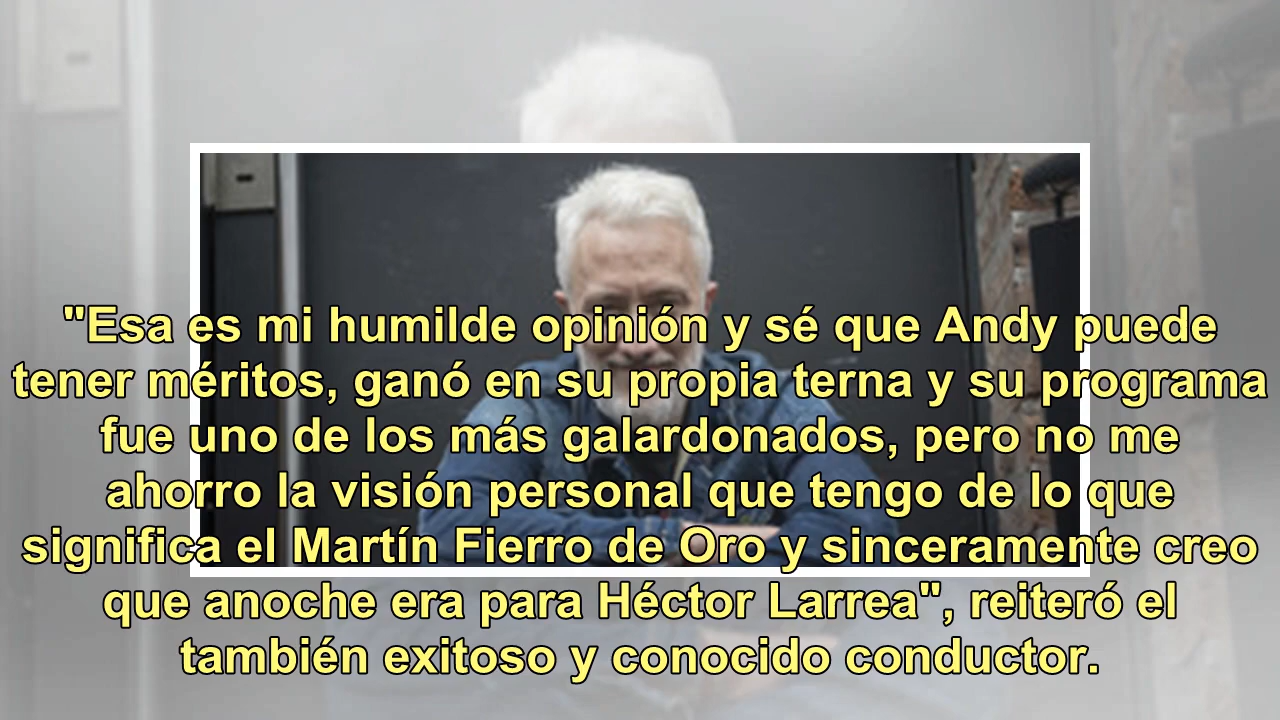 "Esa es mi humilde opinión y sé que Andy puede
tener méritos, ganó en su propia terna y su programa
fue uno de los más galardonados, pero no me
ahorro la visión personal que tengo de lo que
significa el Martín Fierro de Oro y sinceramente creo
que anoche era para Héctor Larrea", reiteró el
también exitoso y conocido conductor.